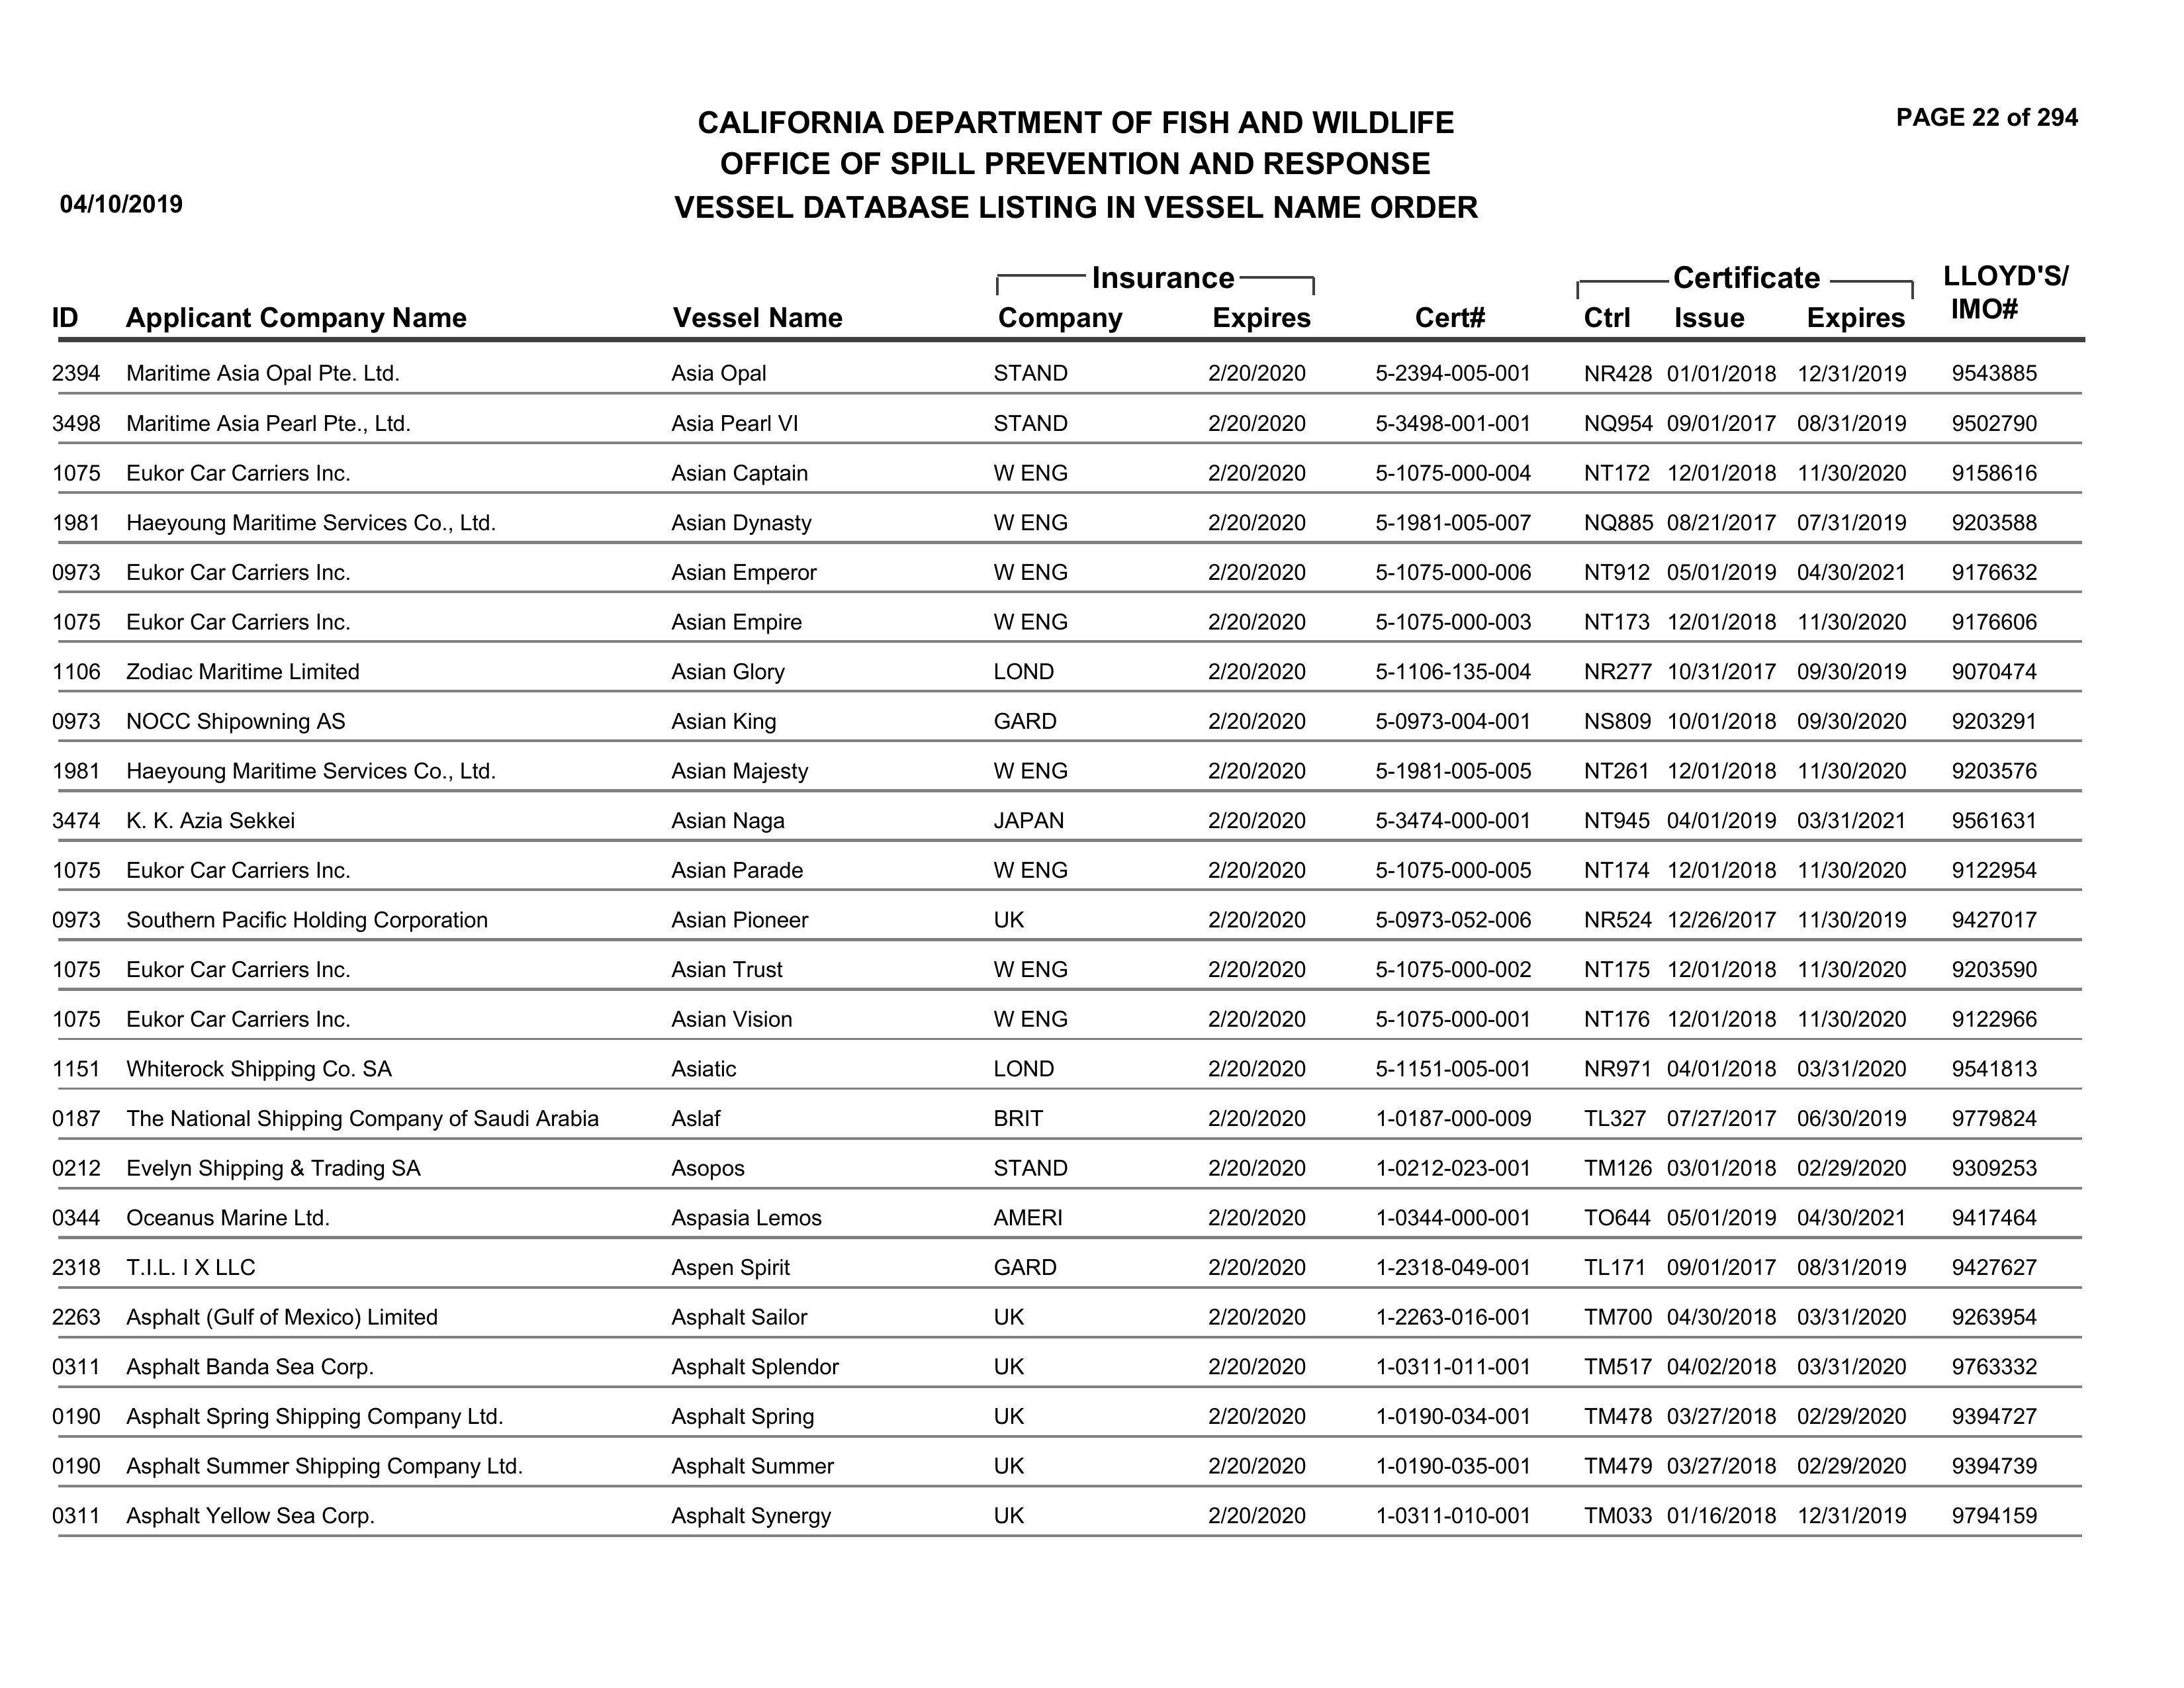 PAGE 22 of 294
CALIFORNIA DEPARTMENT OF FISH AND WILDLIFE
OFFICE OF SPILL PREVENTION AND RESPONSE
04/10/2019 VESSEL DATABASE LISTING IN VESSEL NAME ORDER
Insurance Certificate LLOYD'S/
ID Applicant Company Name Vessel Name Company Expires Cert# Ctrl Issue Expires IMO#
2394 Maritime Asia Opal Pte. Ltd. Asia Opal STAND 2/20/2020 5-2394-005-001 NR428 01/01/2018 12/31/2019 9543885
3498 Maritime Asia Pearl Pte., Ltd. Asia Pearl VI STAND 2/20/2020 5-3498-001-001 NQ954 09/01/2017 08/31/2019 9502790
1075 Eukor Car Carriers Inc. Asian Captain W ENG 2/20/2020 5-1075-000-004 NT172 12/01/2018 11/30/2020 9158616
1981 Haeyoung Maritime Services Co., Ltd. Asian Dynasty W ENG 2/20/2020 5-1981-005-007 NQ885 08/21/2017 07/31/2019 9203588
0973 Eukor Car Carriers Inc. Asian Emperor W ENG 2/20/2020 5-1075-000-006 NT912 05/01/2019 04/30/2021 9176632
1075 Eukor Car Carriers Inc. Asian Empire W ENG 2/20/2020 5-1075-000-003 NT173 12/01/2018 11/30/2020 9176606
1106 Zodiac Maritime Limited Asian Glory LOND 2/20/2020 5-1106-135-004 NR277 10/31/2017 09/30/2019 9070474
0973 NOCC Shipowning AS Asian King GARD 2/20/2020 5-0973-004-001 NS809 10/01/2018 09/30/2020 9203291
1981 Haeyoung Maritime Services Co., Ltd. Asian Majesty W ENG 2/20/2020 5-1981-005-005 NT261 12/01/2018 11/30/2020 9203576
3474 K. K. Azia Sekkei Asian Naga JAPAN 2/20/2020 5-3474-000-001 NT945 04/01/2019 03/31/2021 9561631
1075 Eukor Car Carriers Inc. Asian Parade W ENG 2/20/2020 5-1075-000-005 NT174 12/01/2018 11/30/2020 9122954
0973 Southern Pacific Holding Corporation Asian Pioneer UK 2/20/2020 5-0973-052-006 NR524 12/26/2017 11/30/2019 9427017
1075 Eukor Car Carriers Inc. Asian Trust W ENG 2/20/2020 5-1075-000-002 NT175 12/01/2018 11/30/2020 9203590
1075 Eukor Car Carriers Inc. Asian Vision W ENG 2/20/2020 5-1075-000-001 NT176 12/01/2018 11/30/2020 9122966
1151 Whiterock Shipping Co. SA Asiatic LOND 2/20/2020 5-1151-005-001 NR971 04/01/2018 03/31/2020 9541813
0187 The National Shipping Company of Saudi Arabia Aslaf BRIT 2/20/2020 1-0187-000-009 TL327 07/27/2017 06/30/2019 9779824
0212 Evelyn Shipping & Trading SA Asopos STAND 2/20/2020 1-0212-023-001 TM126 03/01/2018 02/29/2020 9309253
0344 Oceanus Marine Ltd. Aspasia Lemos AMERI 2/20/2020 1-0344-000-001 TO644 05/01/2019 04/30/2021 9417464
2318 T.I.L. I X LLC Aspen Spirit GARD 2/20/2020 1-2318-049-001 TL171 09/01/2017 08/31/2019 9427627
2263 Asphalt (Gulf of Mexico) Limited Asphalt Sailor UK 2/20/2020 1-2263-016-001 TM700 04/30/2018 03/31/2020 9263954
0311 Asphalt Banda Sea Corp. Asphalt Splendor UK 2/20/2020 1-0311-011-001 TM517 04/02/2018 03/31/2020 9763332
0190 Asphalt Spring Shipping Company Ltd. Asphalt Spring UK 2/20/2020 1-0190-034-001 TM478 03/27/2018 02/29/2020 9394727
0190 Asphalt Summer Shipping Company Ltd. Asphalt Summer UK 2/20/2020 1-0190-035-001 TM479 03/27/2018 02/29/2020 9394739
0311 Asphalt Yellow Sea Corp. Asphalt Synergy UK 2/20/2020 1-0311-010-001 TM033 01/16/2018 12/31/2019 9794159